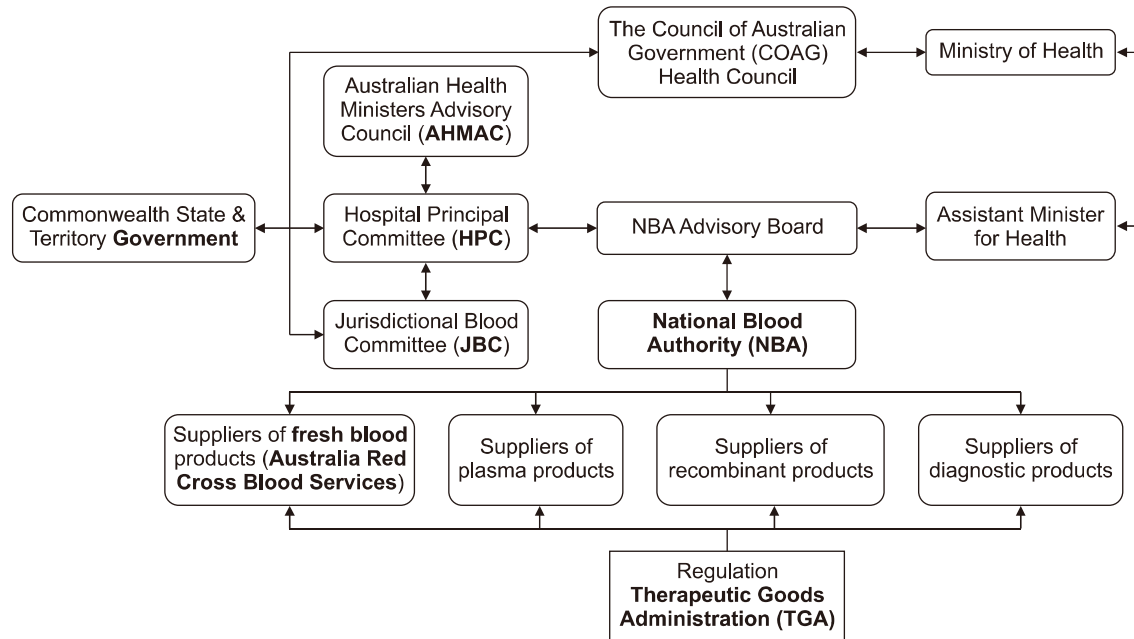 The Council of Australian
Government (COAG)
Health Council
Ministry of Health
Australian Health
Ministers Advisory
Council (AHMAC)
Commonwealth State &
Territory Government
Hospital Principal
Committee (HPC)
NBA Advisory Board
Assistant Minister
for Health
Jurisdictional Blood
Committee (JBC)
National Blood
Authority (NBA)
Suppliers of fresh blood
products (Australia Red
Cross Blood Services)
Suppliers of
plasma products
Suppliers of
recombinant products
Suppliers of
diagnostic products
Regulation
Therapeutic Goods
Administration (TGA)